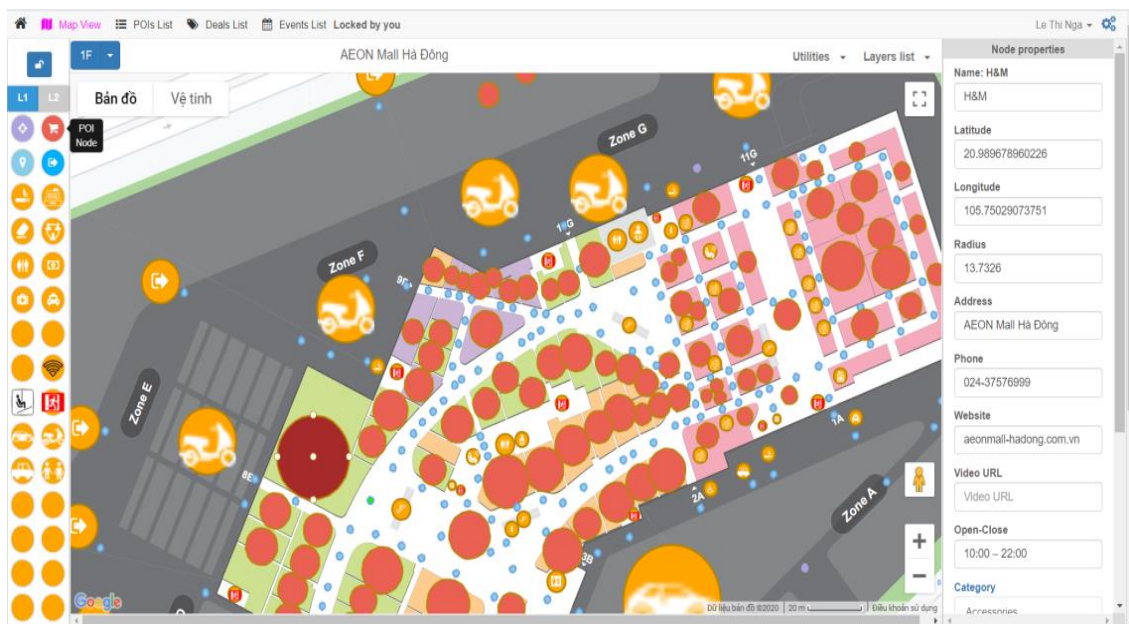 Map View POIs List Deals List Events List Locked by you Le Thi Nga
1F AEON Mall Hà Đông Utilities Layers list
L1 L2
Bản đồ Vệ tinh
POI
Node
Zone G
11G
Zone F
9F
Zone E
8E
1A
2A
Zone A
3B
Google
Dữ liệu bản đồ ©2020 20 m Điều khoản sử dụng
Node properties
Name: H&M
H&M
Latitude
20.989678960226
Longitude
105.75029073751
Radius
13.7326
Address
AEON Mall Hà Đông
Phone
024-37576999
Website
aeonmall-hadong.com.vn
Video URL
Video URL
Open-Close
10:00 – 22:00
Category
Accessories